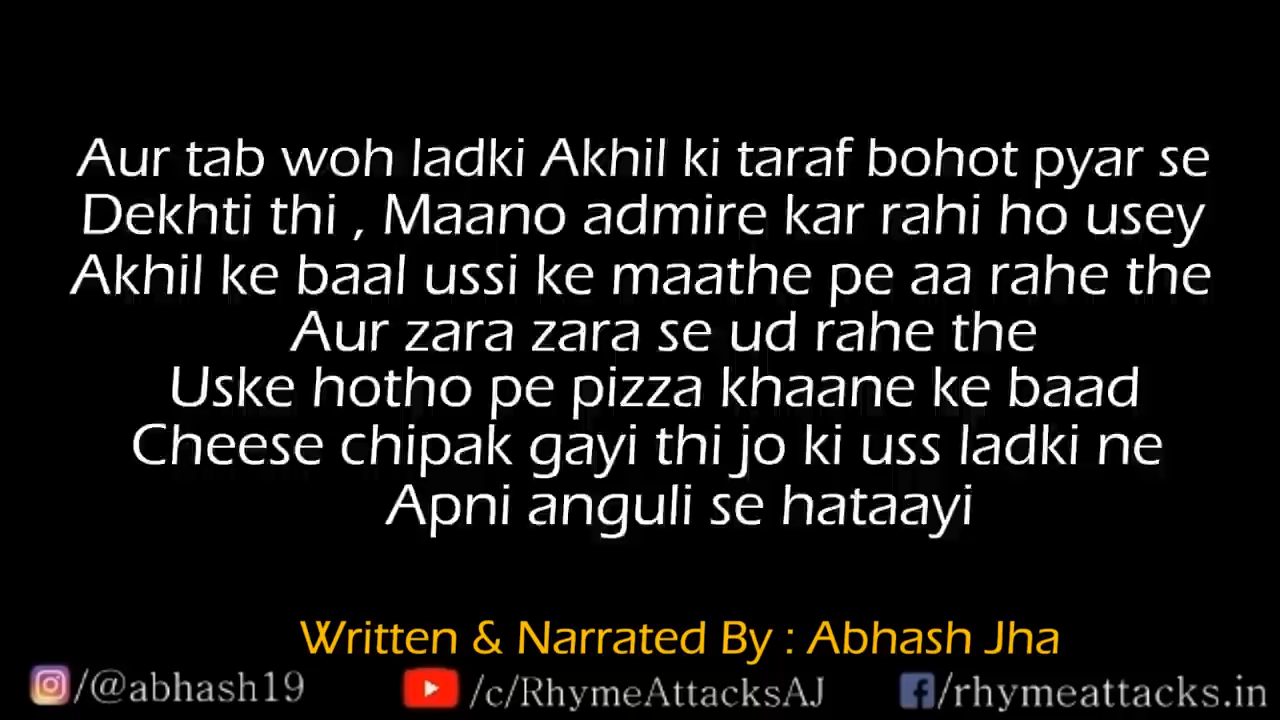 Aur tab woh ladki Akhil ki taraf bohot pyar se
Dekhti thi , Maano admire kar rahi ho usey
Akhil ke baal ussi ke maathe pe aa rahe the
Aur zara zara se ud rahe the
Uske hotho pe pizza khaane ke baad
Cheese chipak gayi thi jo ki uss ladki ne
Apni anguli se hataayi
Written & Narrated By : Abhash Jha
/@abhash19 /c/RhymeAttacksAJ /rhymeattacks.in